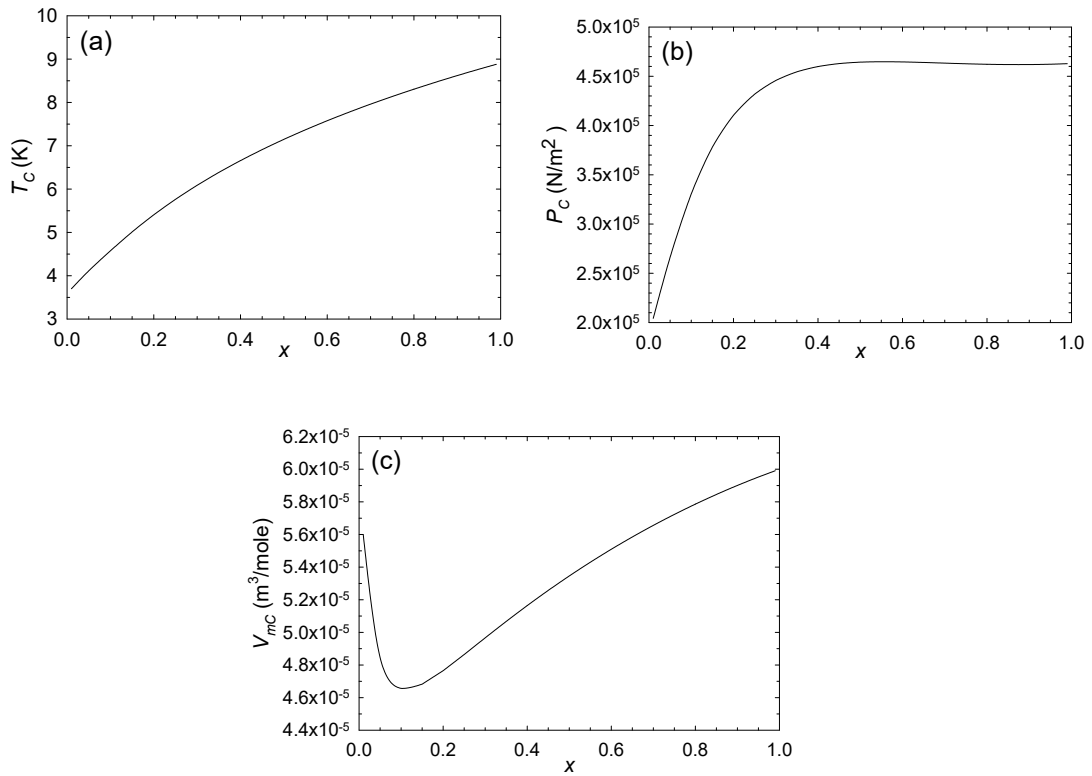 (a)
10
9
8
7
6
5
4
3
T_C (K)
0.0 0.2 0.4 0.6 0.8 1.0
x
(b)
5.0x10^5
4.5x10^5
4.0x10^5
3.5x10^5
3.0x10^5
2.5x10^5
2.0x10^5
P_C (N/m^2 )
0.0 0.2 0.4 0.6 0.8 1.0
x
(c)
6.2x10^-5
6.0x10^-5
5.8x10^-5
5.6x10^-5
5.4x10^-5
5.2x10^-5
5.0x10^-5
4.8x10^-5
4.6x10^-5
4.4x10^-5
V_mC (m^3/mole)
0.0 0.2 0.4 0.6 0.8 1.0
x